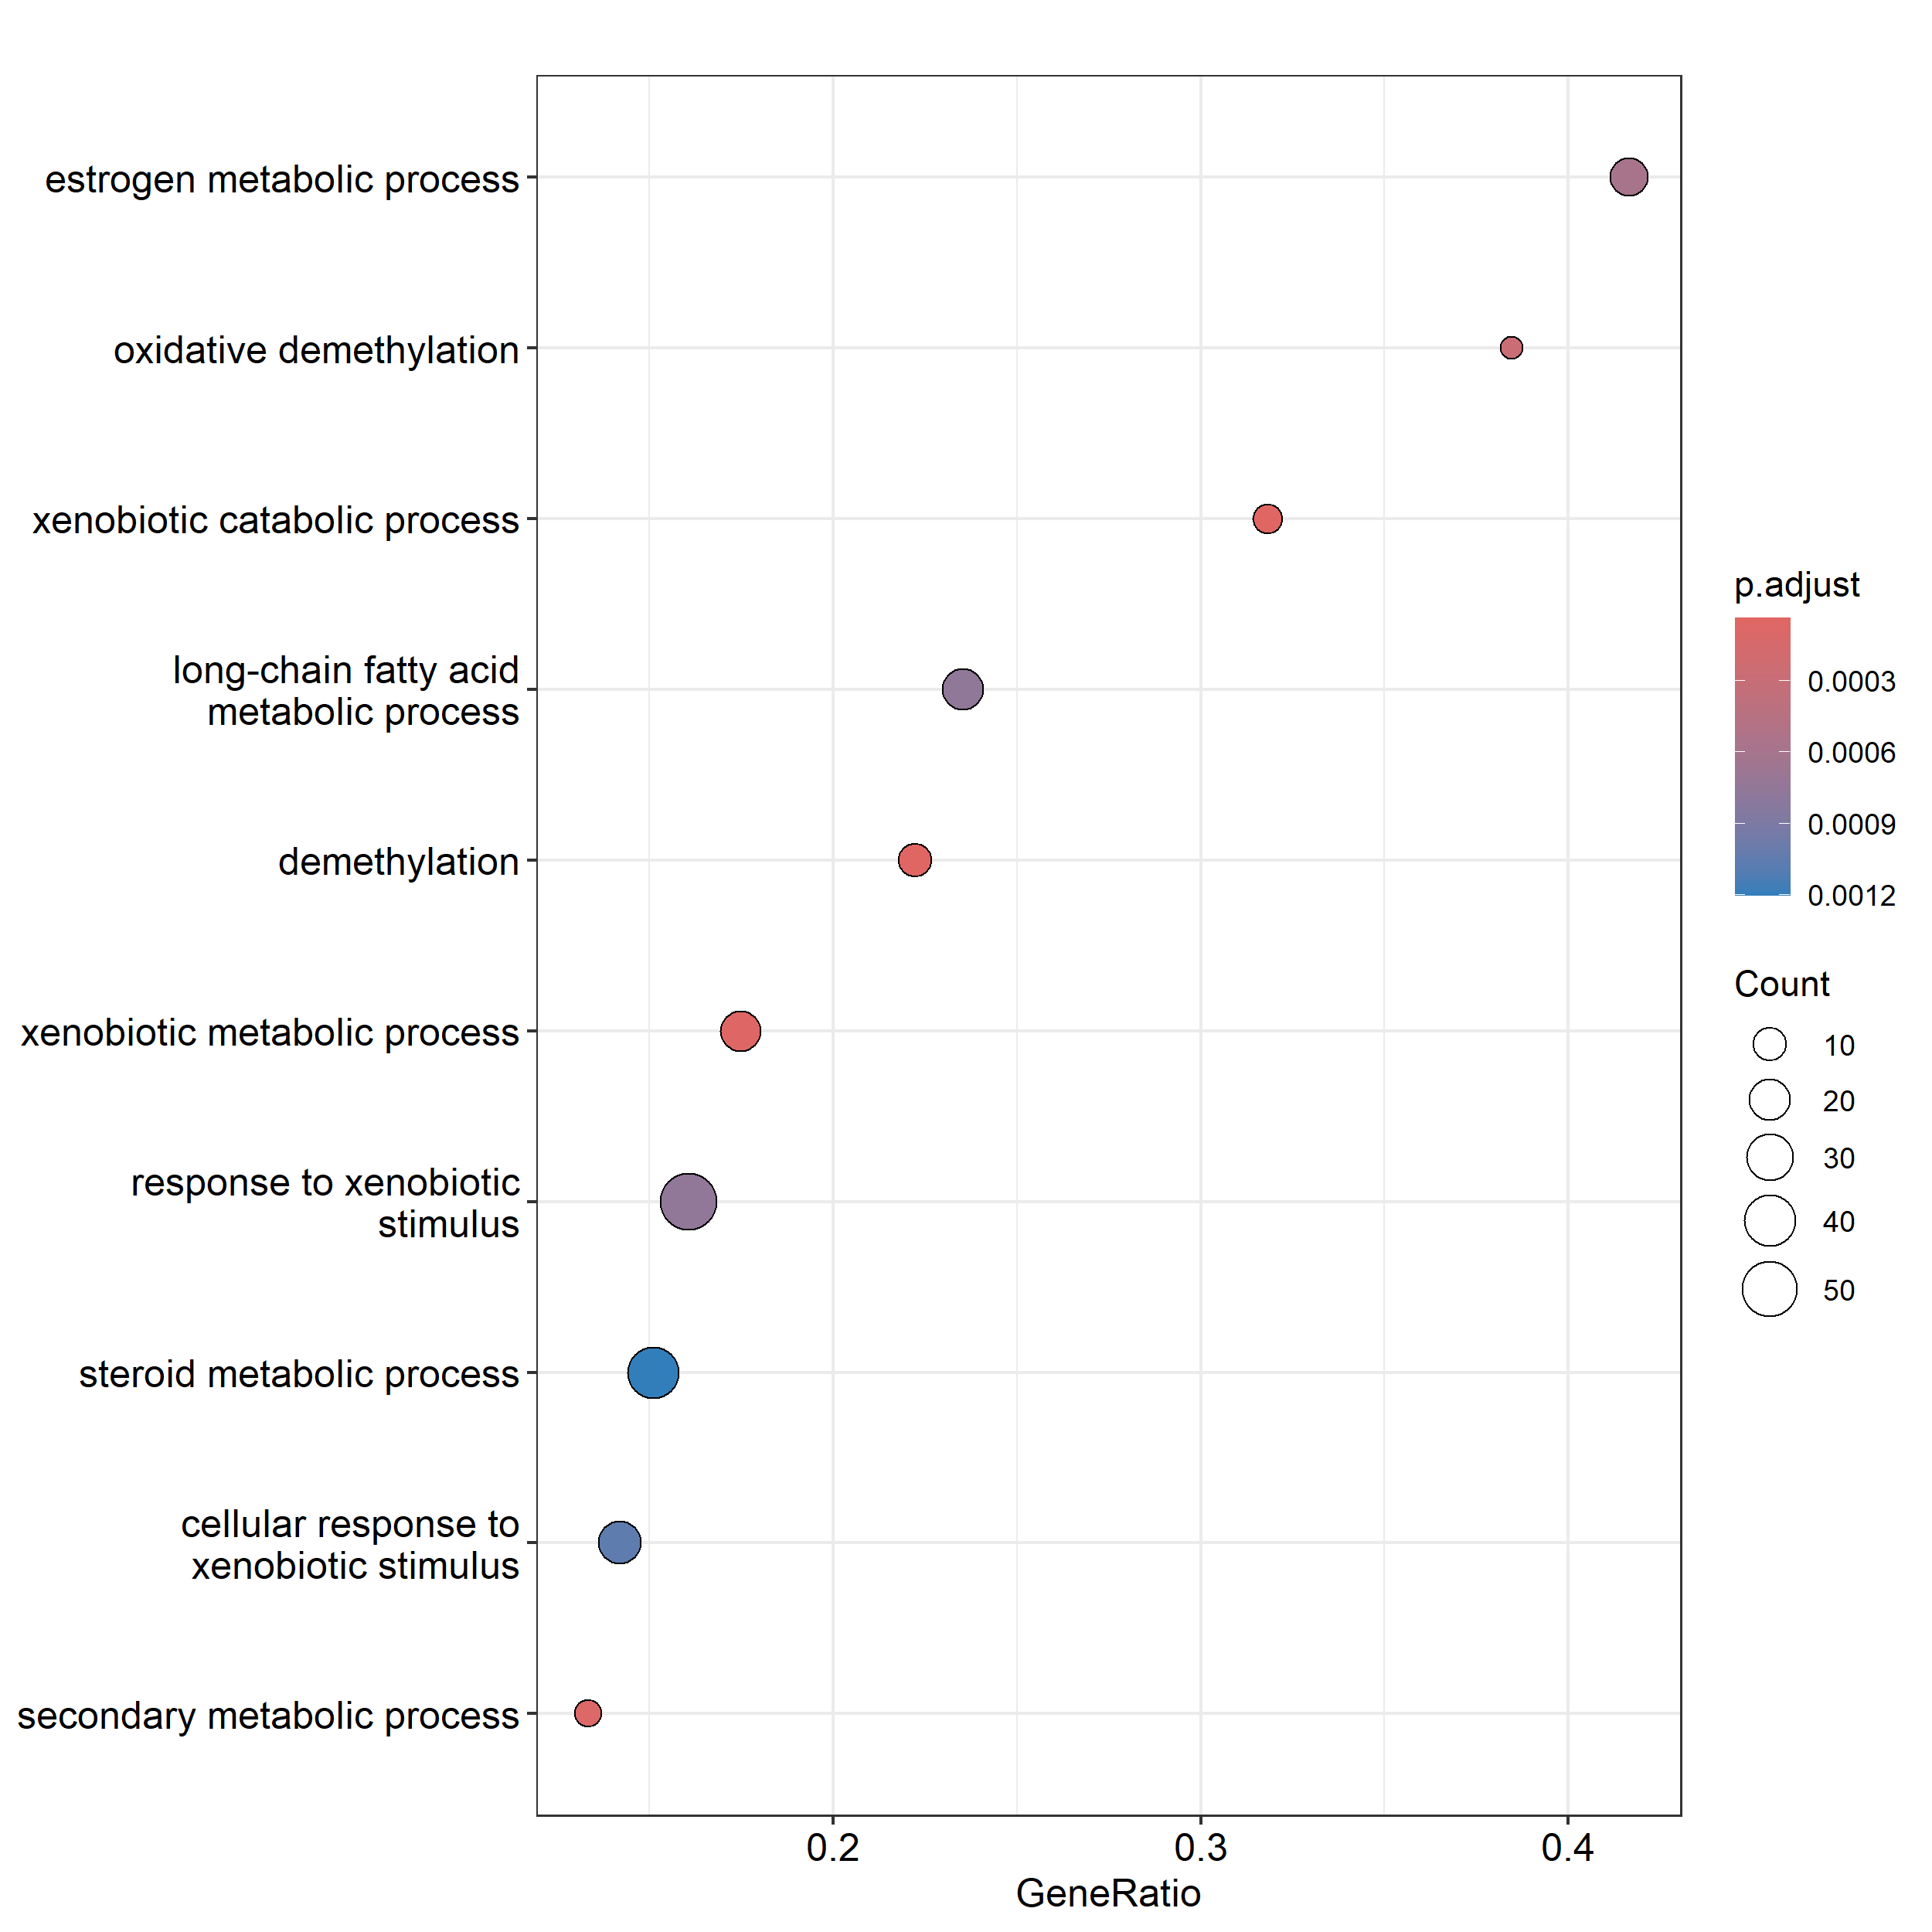 estrogen metabolic process
oxidative demethylation
xenobiotic catabolic process
long-chain fatty acid
metabolic process
demethylation
xenobiotic metabolic process
response to xenobiotic
stimulus
steroid metabolic process
cellular response to
xenobiotic stimulus
secondary metabolic process
0.2
0.3
0.4
GeneRatio
p.adjust
0.0003
0.0006
0.0009
0.0012
Count
10
20
30
40
50